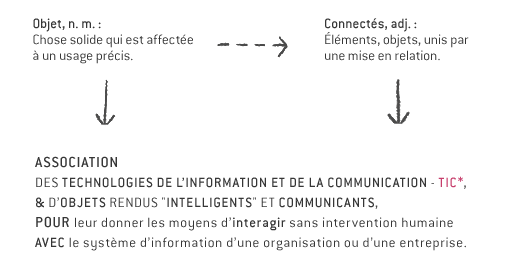 Objet, n. m. :
Chose solide qui est affectée
à un usage précis.
Connectés, adj. :
Éléments, objets, unis par
une mise en relation.
ASSOCIATION
DES TECHNOLOGIES DE L'INFORMATION ET DE LA COMMUNICATION - TIC*,
& D'OBJETS RENDUS "INTELLIGENTS" ET COMMUNICANTS,
POUR leur donner les moyens d'interagir sans intervention humaine
AVEC le système d'information d'une organisation ou d'une entreprise.